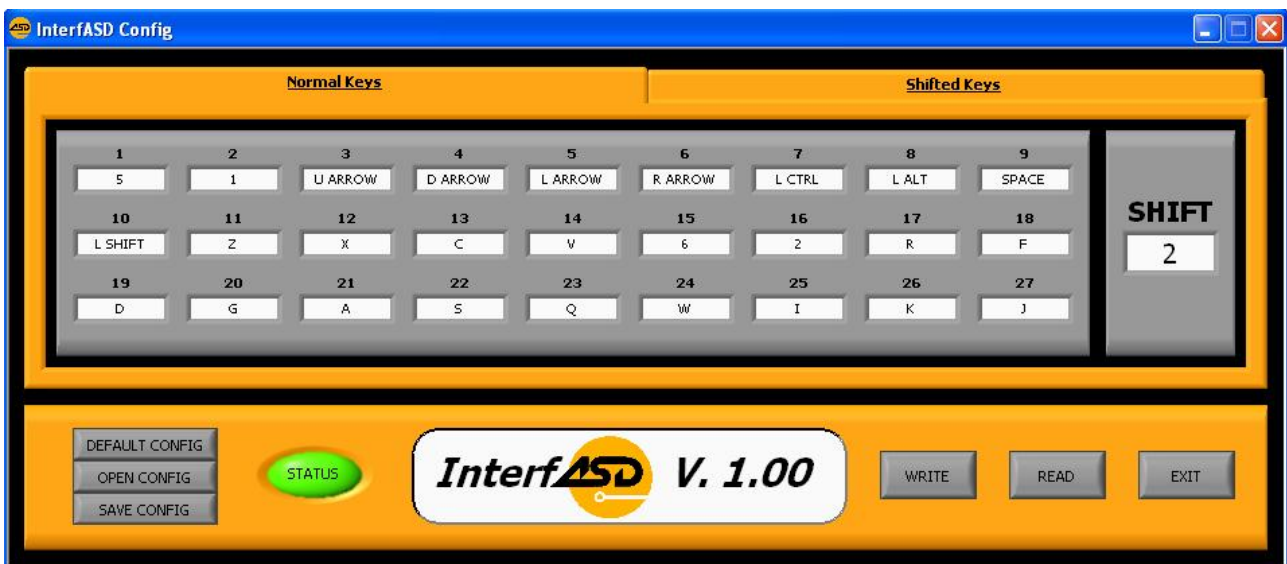 InterfASD Config
Normal Keys Shifted Keys
1 2 3 4 5 6 7 8 9
5 1 U ARROW D ARROW L ARROW R ARROW L CTRL L ALT SPACE
10 11 12 13 14 15 16 17 18
L SHIFT Z X C V 6 2 R F
19 20 21 22 23 24 25 26 27
D G A S Q W I K J
SHIFT
2
DEFAULT CONFIG
OPEN CONFIG
SAVE CONFIG
STATUS
InterfASD V. 1.00
WRITE READ EXIT